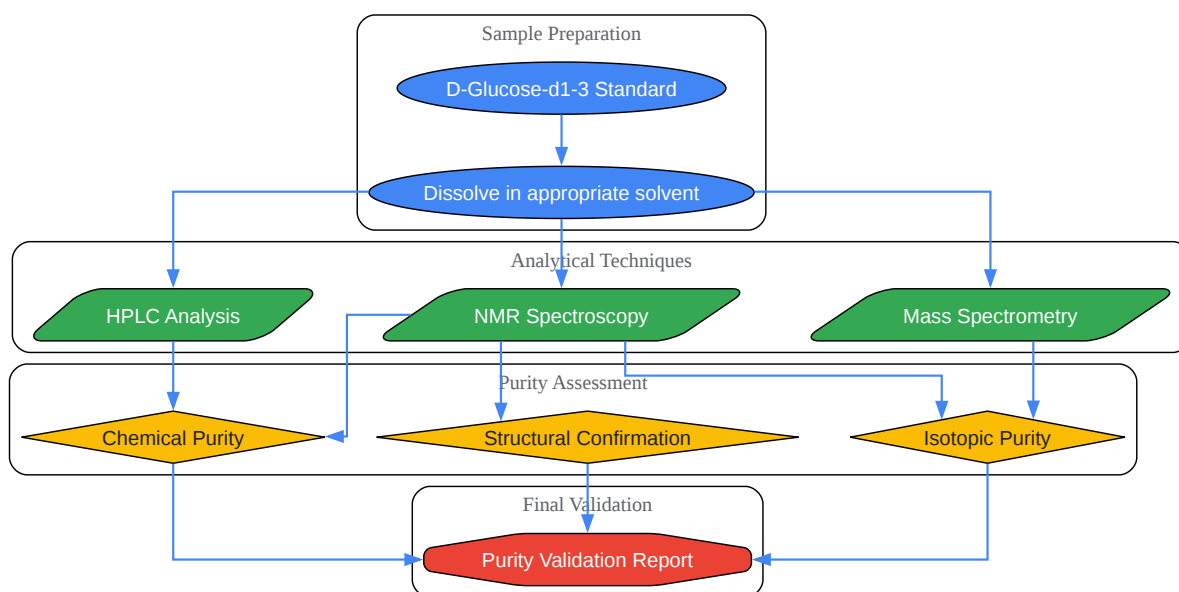 Sample Preparation
D-Glucose-d1-3 Standard
Dissolve in appropriate solvent
Analytical Techniques
HPLC Analysis
NMR Spectroscopy
Mass Spectrometry
Purity Assessment
Chemical Purity
Structural Confirmation
Isotopic Purity
Final Validation
Purity Validation Report